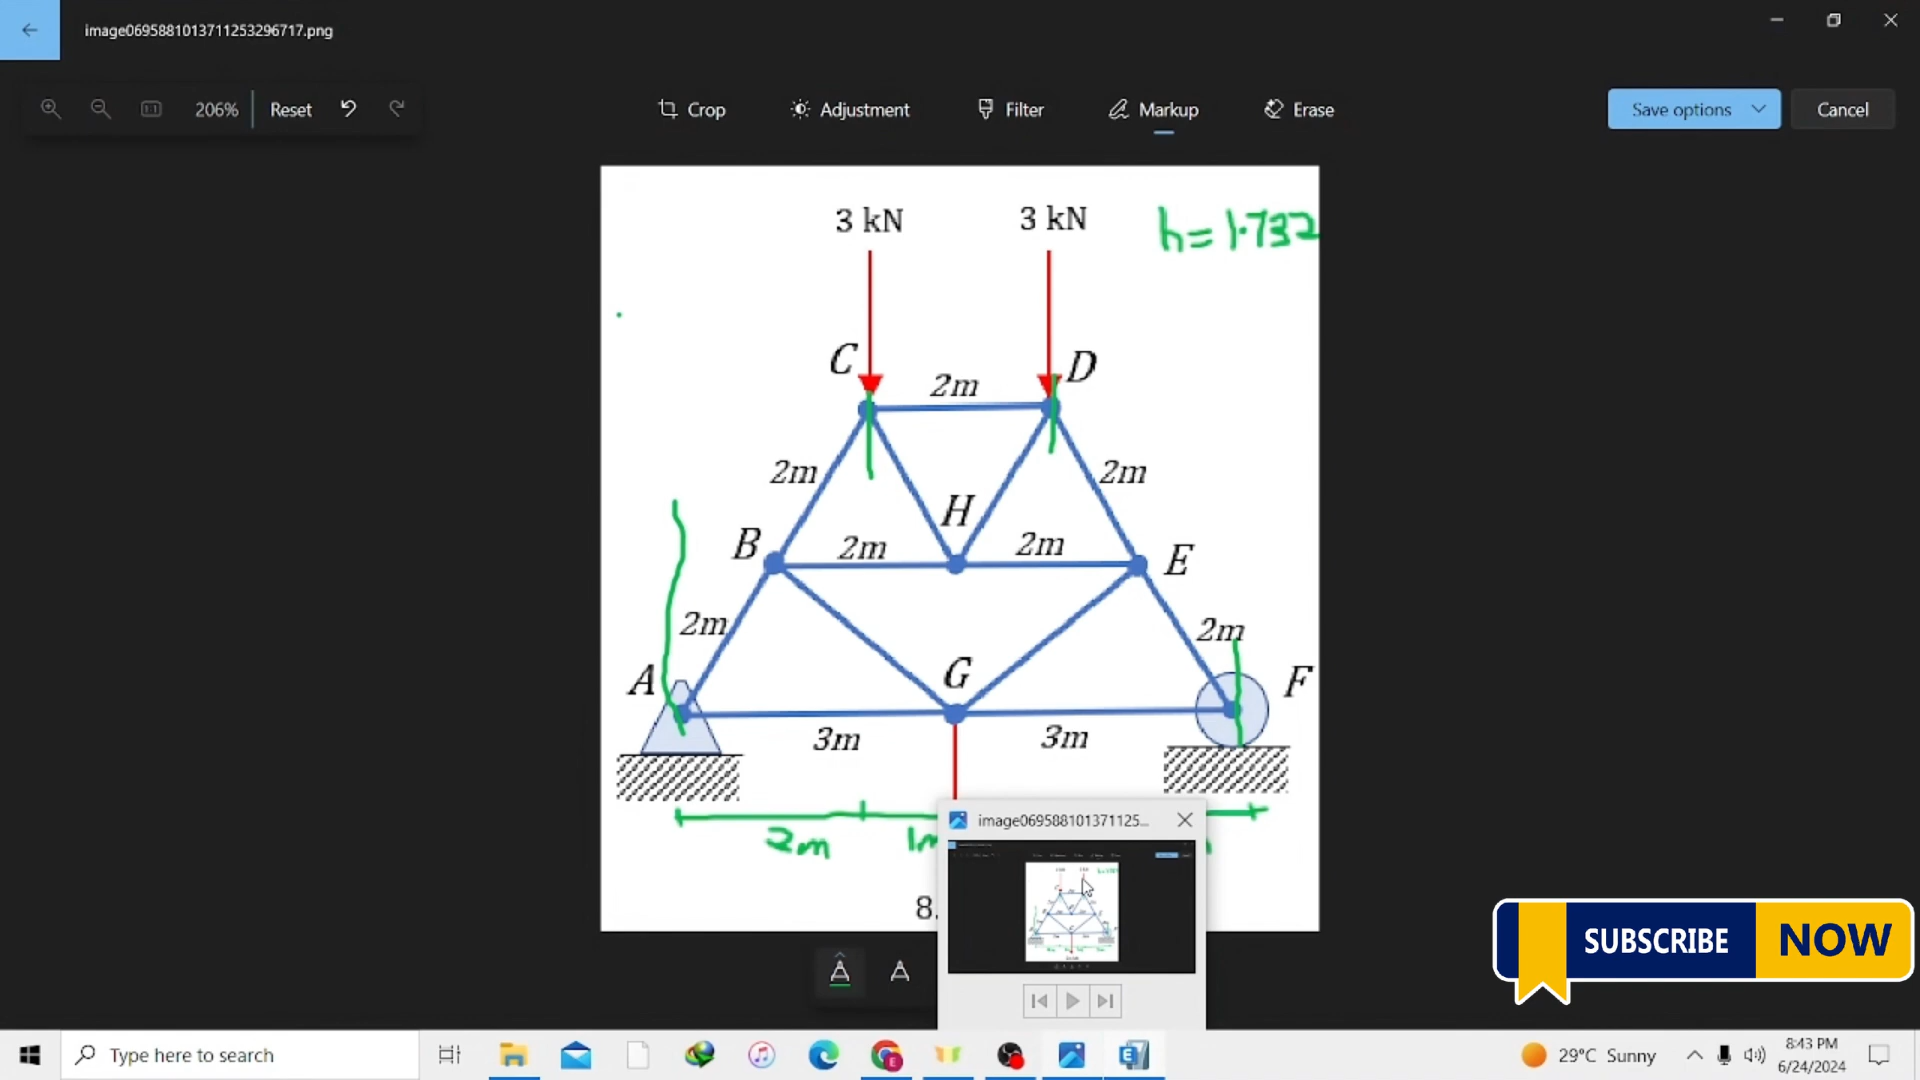 image0695881013711253296717.png
206% Reset Crop Adjustment Filter Markup Erase Save options Cancel
3 kN 3 kN h=1.732
C D
2m
2m 2m
H
B 2m 2m E
2m 2m
A G F
3m 3m
2m
8.
image069588101371125...
SUBSCRIBE NOW
Type here to search
29°C Sunny
8:43 PM
6/24/2024